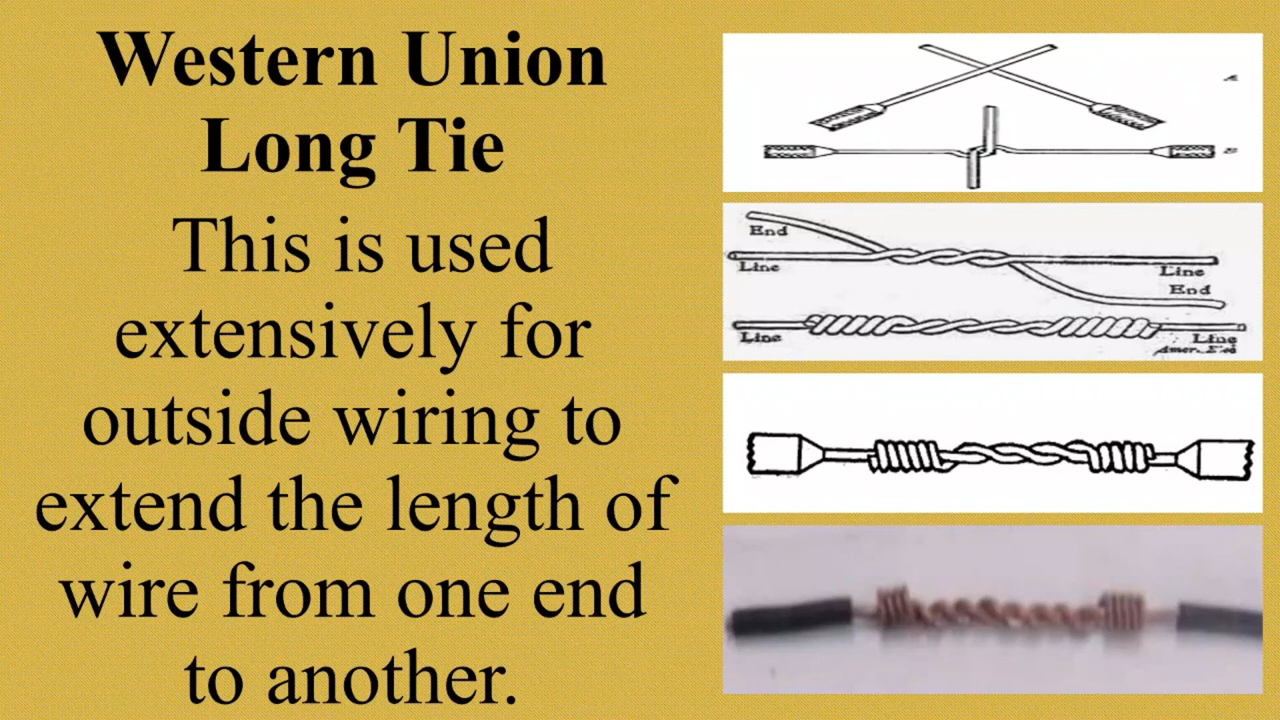 Western Union
Long Tie
This is used
extensively for
outside wiring to
extend the length of
wire from one end
to another.
A
B
End
Line
Line
End
Line
Line